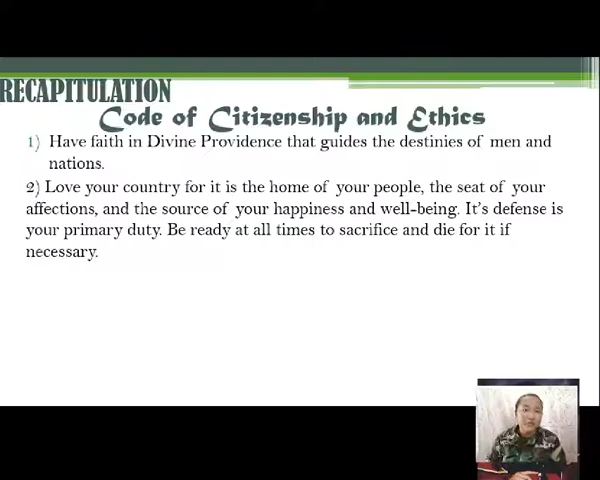 RECAPITULATION
Code of Citizenship and Ethics
1) Have faith in Divine Providence that guides the destinies of men and
nations.
2) Love your country for it is the home of your people, the seat of your
affections, and the source of your happiness and well-being. It's defense is
your primary duty. Be ready at all times to sacrifice and die for it if
necessary.